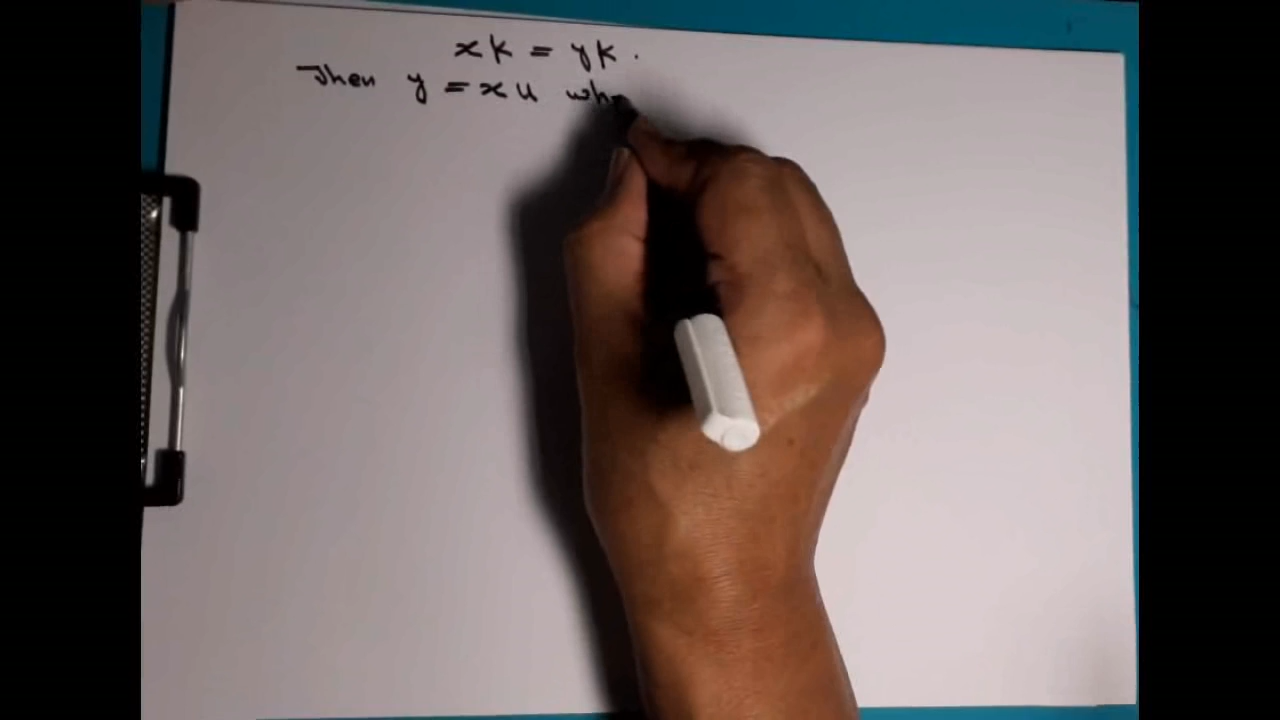 xK = yK.
Then y = xu